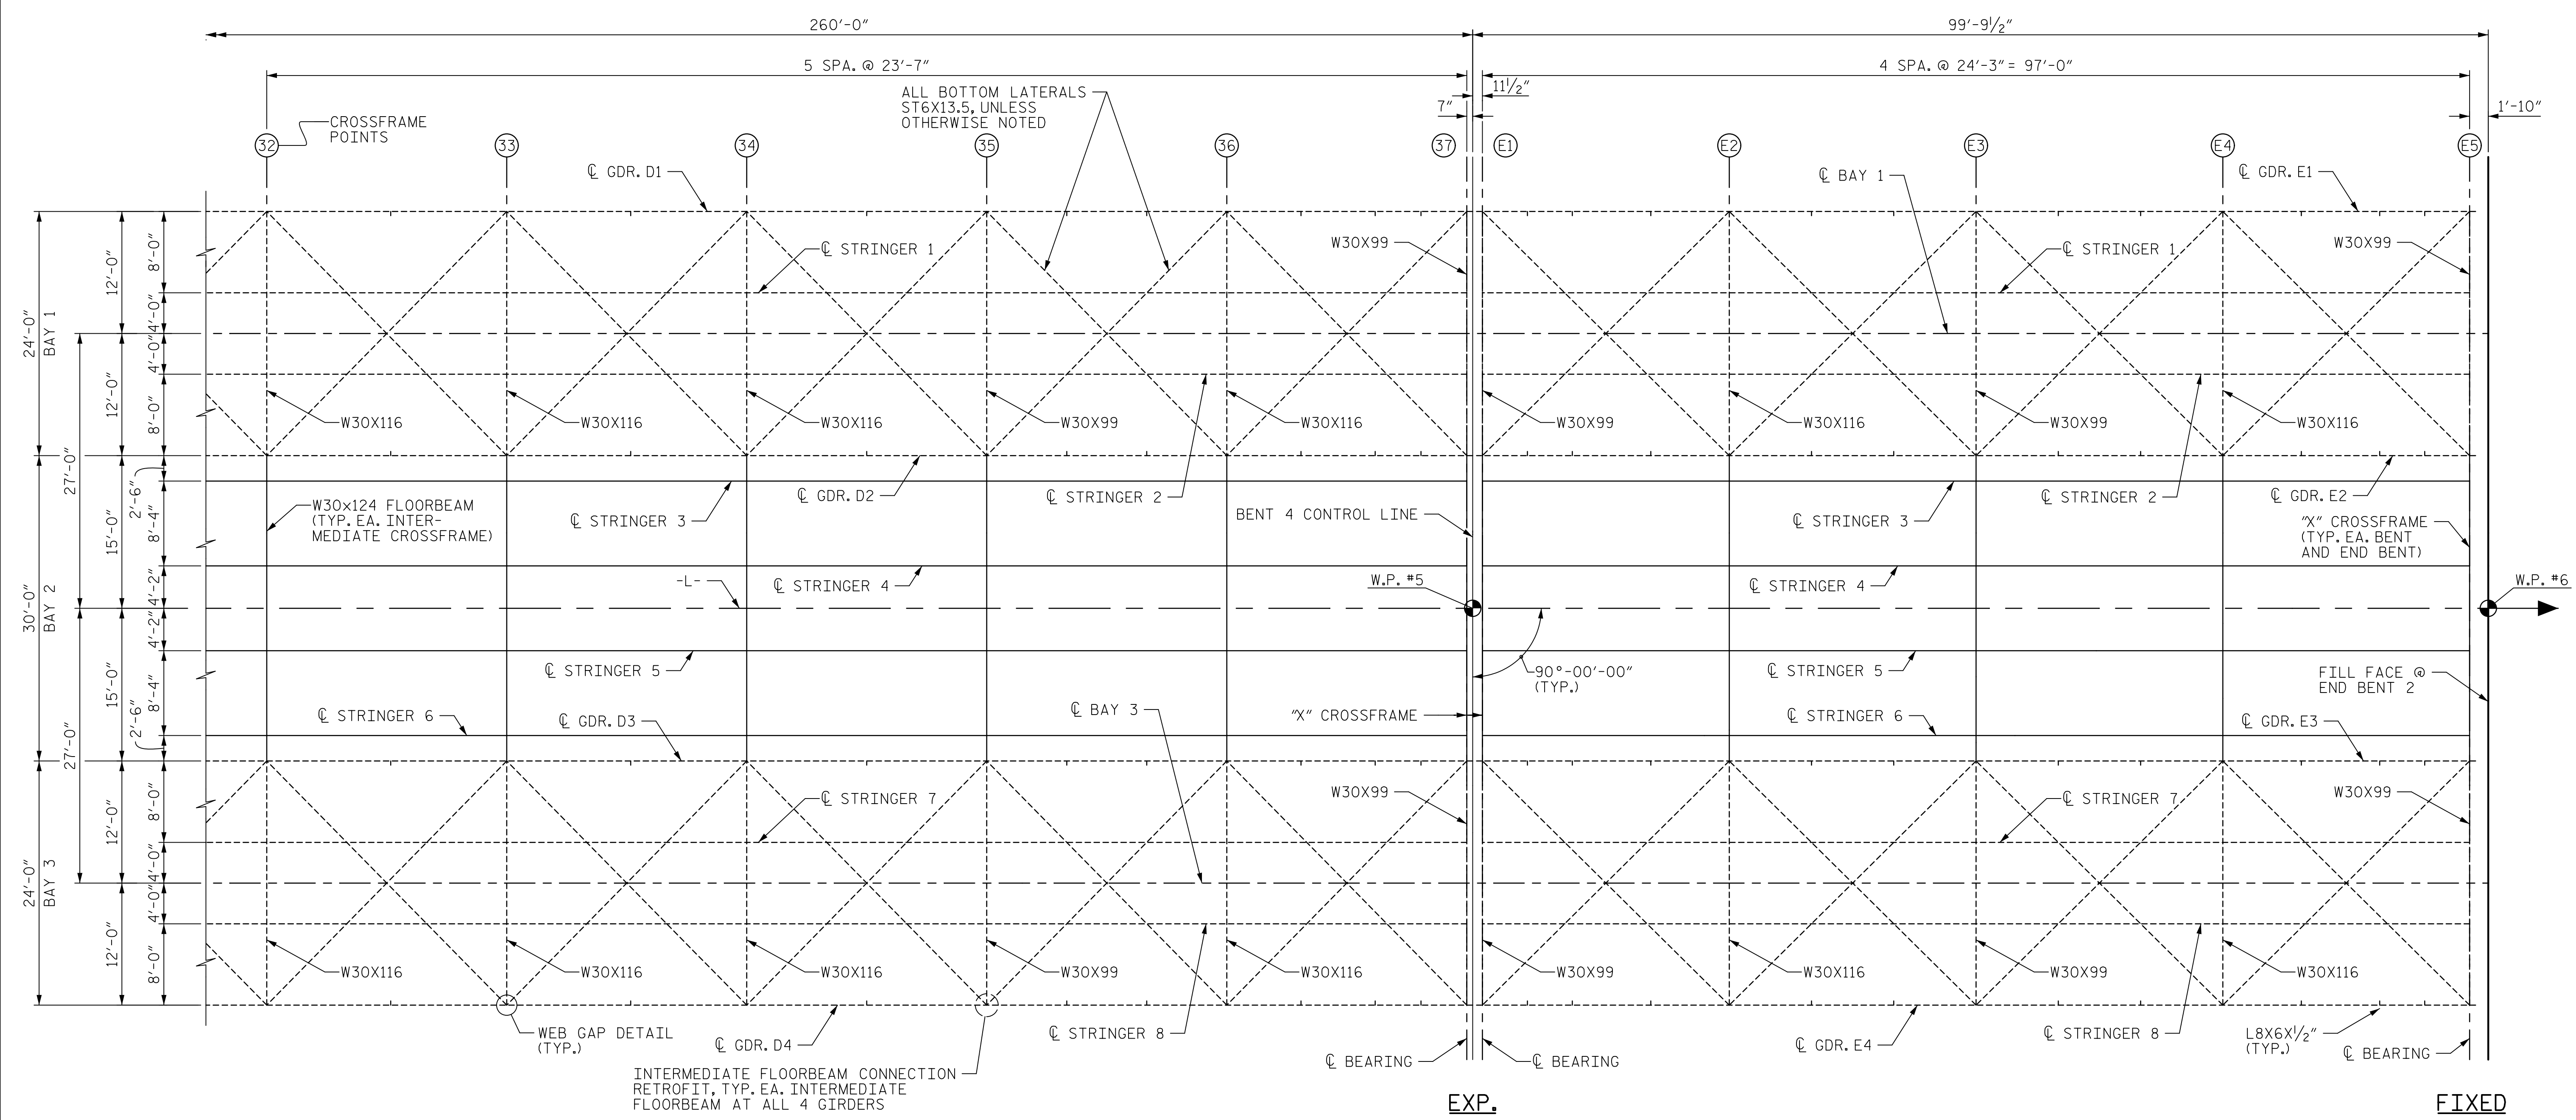 260'-0"
99'-9 1/2"
5 SPA. @ 23'-7"
4 SPA. @ 24'-3" = 97'-0"
11 1/2"
7"
1'-10"
ALL BOTTOM LATERALS
ST6X13.5, UNLESS
OTHERWISE NOTED
CROSSFRAME
POINTS
32
33
34
35
36
37
E1
E2
E3
E4
E5
℄ GDR. D1
℄ BAY 1
℄ GDR. E1
℄ STRINGER 1
W30X99
℄ STRINGER 1
W30X99
24'-0"
BAY 1
12'-0"
12'-0"
8'-0"
4'-0"
4'-0"
8'-0"
W30X116
W30X116
W30X116
W30X99
W30X116
W30X99
W30X116
W30X99
W30X116
27'-0"
2'-6"
W30x124 FLOORBEAM
(TYP. EA. INTER-
MEDIATE CROSSFRAME)
℄ STRINGER 3
℄ GDR. D2
℄ STRINGER 2
BENT 4 CONTROL LINE
℄ STRINGER 3
℄ STRINGER 2
℄ GDR. E2
"X" CROSSFRAME
(TYP. EA. BENT
AND END BENT)
30'-0"
BAY 2
15'-0"
15'-0"
8'-4"
4'-2"
4'-2"
8'-4"
-L-
℄ STRINGER 4
W.P. #5
℄ STRINGER 4
W.P. #6
℄ STRINGER 5
90°-00'-00"
(TYP.)
℄ STRINGER 5
FILL FACE @
END BENT 2
27'-0"
2'-6"
℄ STRINGER 6
℄ GDR. D3
℄ BAY 3
"X" CROSSFRAME
℄ STRINGER 6
℄ GDR. E3
℄ STRINGER 7
W30X99
℄ STRINGER 7
W30X99
24'-0"
BAY 3
12'-0"
12'-0"
8'-0"
4'-0"
4'-0"
8'-0"
W30X116
W30X116
W30X116
W30X99
W30X116
W30X99
W30X116
W30X99
W30X116
WEB GAP DETAIL
(TYP.)
℄ GDR. D4
℄ STRINGER 8
℄ BEARING
℄ BEARING
℄ GDR. E4
℄ STRINGER 8
L8X6X1/2"
(TYP.)
℄ BEARING
INTERMEDIATE FLOORBEAM CONNECTION
RETROFIT, TYP. EA. INTERMEDIATE
FLOORBEAM AT ALL 4 GIRDERS
EXP.
FIXED